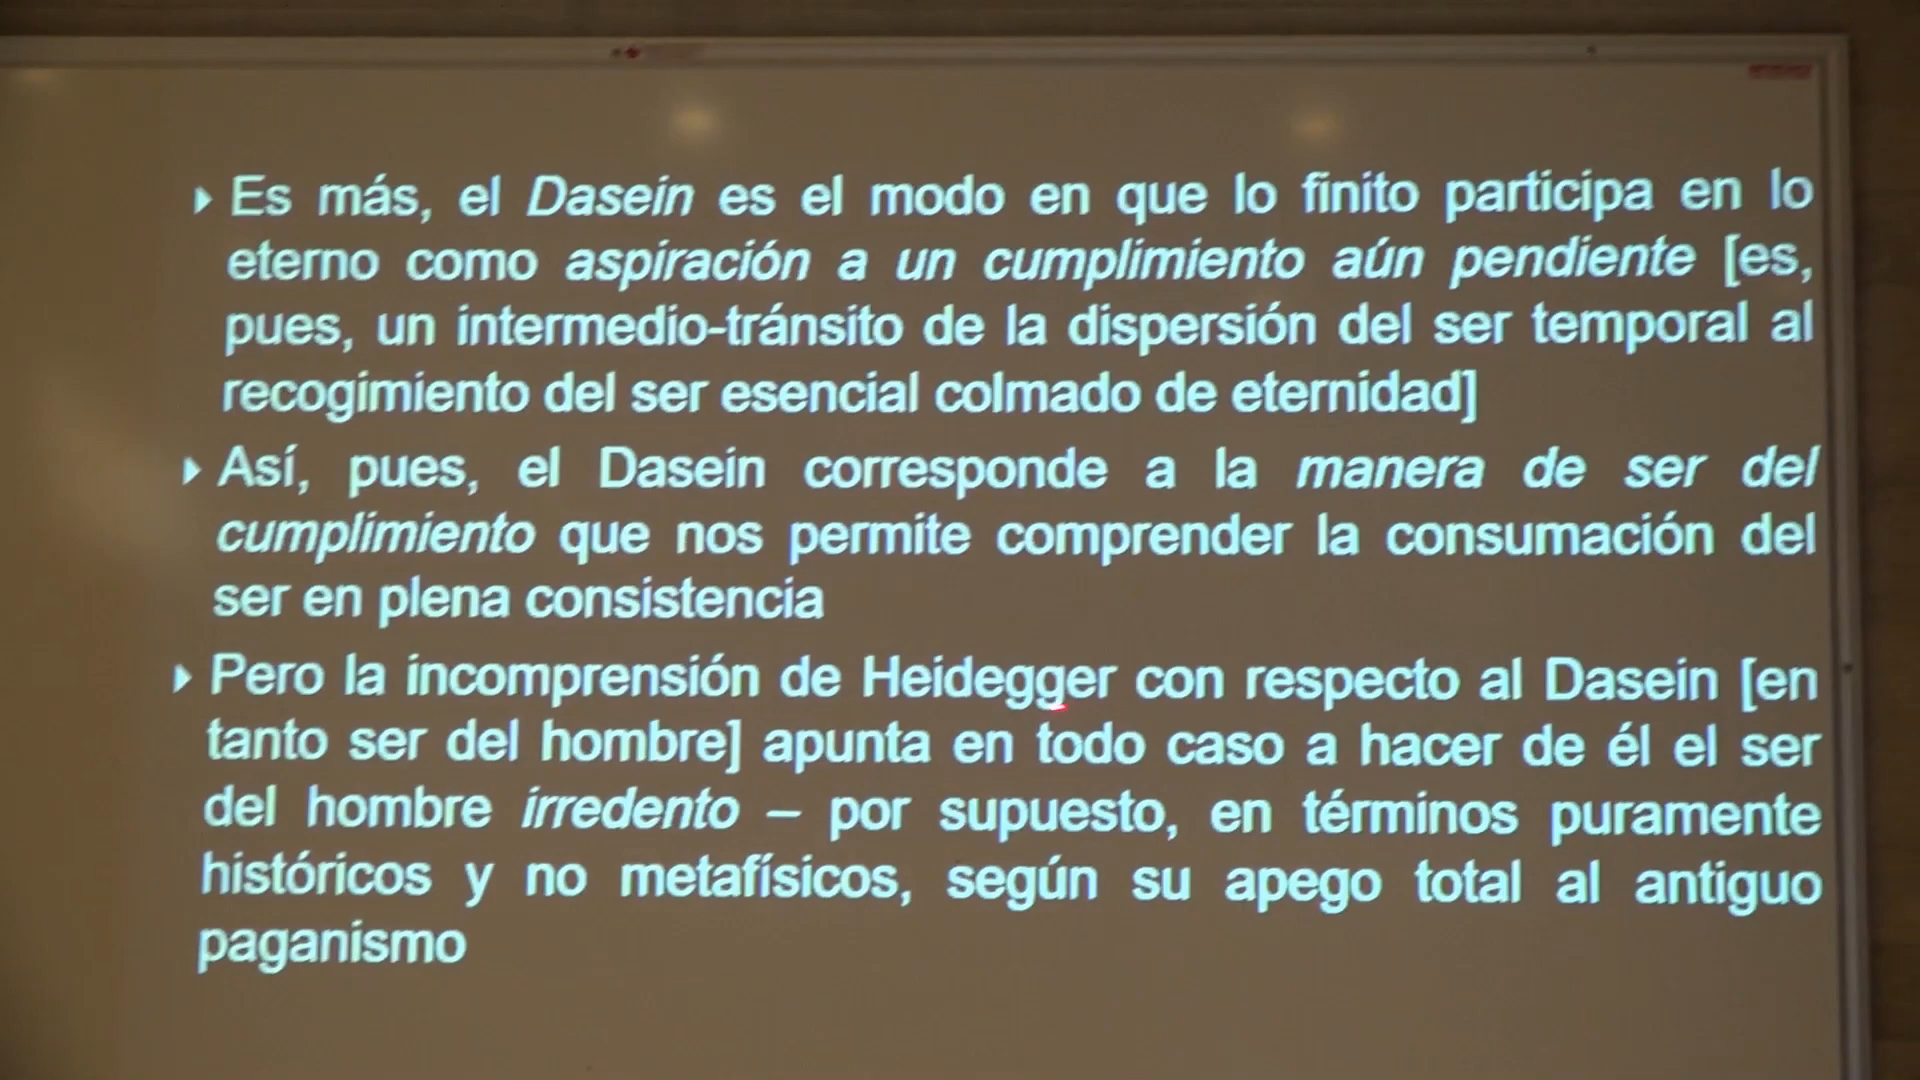 Es más, el Dasein es el modo en que lo finito participa en lo
eterno como aspiración a un cumplimiento aún pendiente [es,
pues, un intermedio-tránsito de la dispersión del ser temporal al
recogimiento del ser esencial colmado de eternidad]
Así, pues, el Dasein corresponde a la manera de ser del
cumplimiento que nos permite comprender la consumación del
ser en plena consistencia
Pero la incomprensión de Heidegger con respecto al Dasein [en
tanto ser del hombre] apunta en todo caso a hacer de él el ser
del hombre irredento – por supuesto, en términos puramente
históricos y no metafísicos, según su apego total al antiguo
paganismo